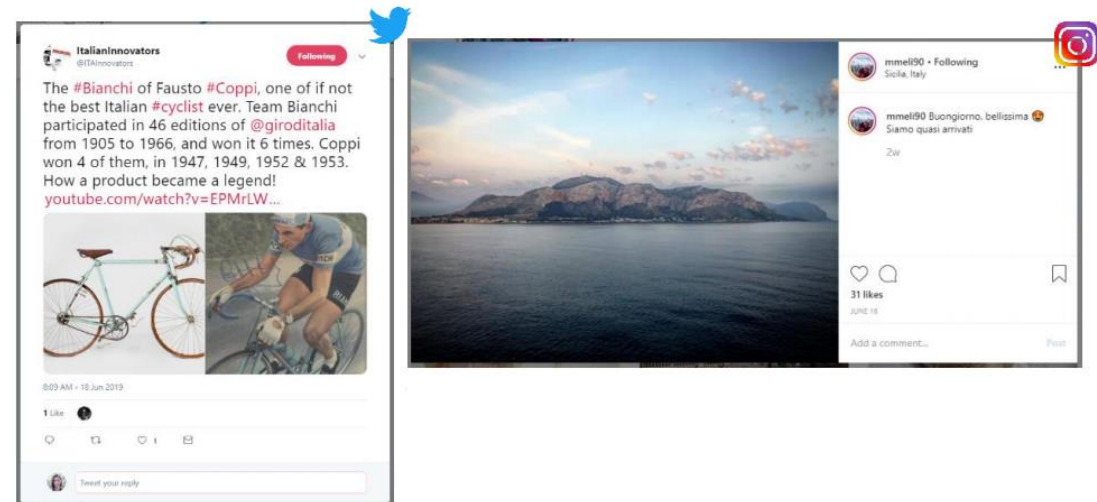 ItalianInnovators
@ITAInnovators
Following
The #Bianchi of Fausto #Coppi, one of if not
the best Italian #cyclist ever. Team Bianchi
participated in 46 editions of @giroditalia
from 1905 to 1966, and won it 6 times. Coppi
won 4 of them, in 1947, 1949, 1952 & 1953.
How a product became a legend!
youtube.com/watch?v=EPMrLW...
8:09 AM - 18 Jun 2019
1 Like
1
Tweet your reply
mmeli90 • Following
Sicilia, Italy
mmeli90 Buongiorno, bellissima 🤩
Siamo quasi arrivati
2w
31 likes
JUNE 16
Add a comment...
Post